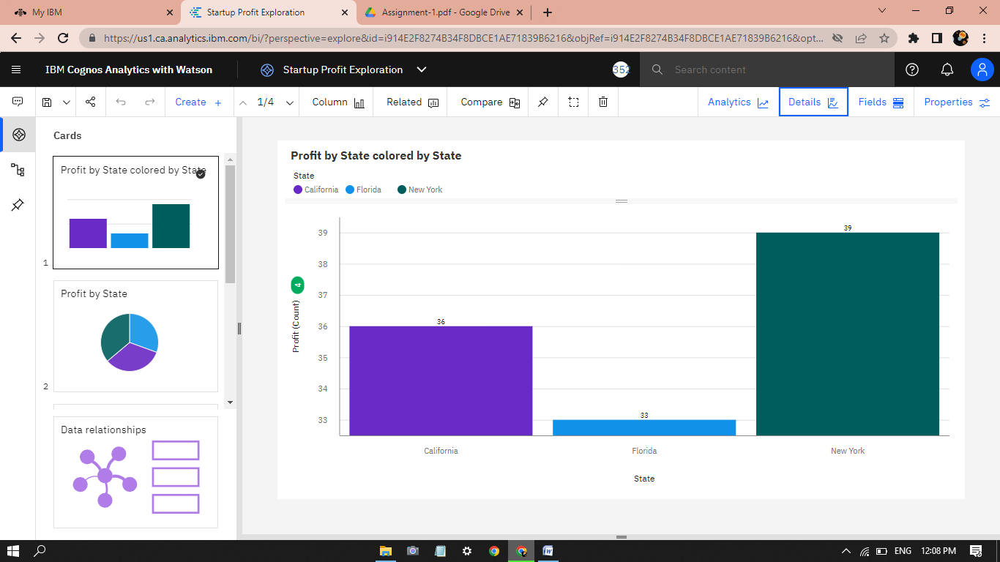 My IBM
Startup Profit Exploration
Assignment-1.pdf - Google Drive
https://us1.ca.analytics.ibm.com/bi/?perspective=explore&id=i914E2F8274B34F8DBCE1AE71839B6216&objRef=i914E2F8274B34F8DBCE1AE71839B6216&opt...
IBM Cognos Analytics with Watson
Startup Profit Exploration
352
Search content
Create +
1/4
Column
Related
Compare
Analytics
Details
Fields
Properties
Cards
Profit by State colored by State
1
Profit by State
2
Data relationships
Profit by State colored by State
State
California
Florida
New York
39
38
37
36
35
34
33
Profit (Count)
4
36
33
39
California
Florida
New York
State
ENG
12:08 PM